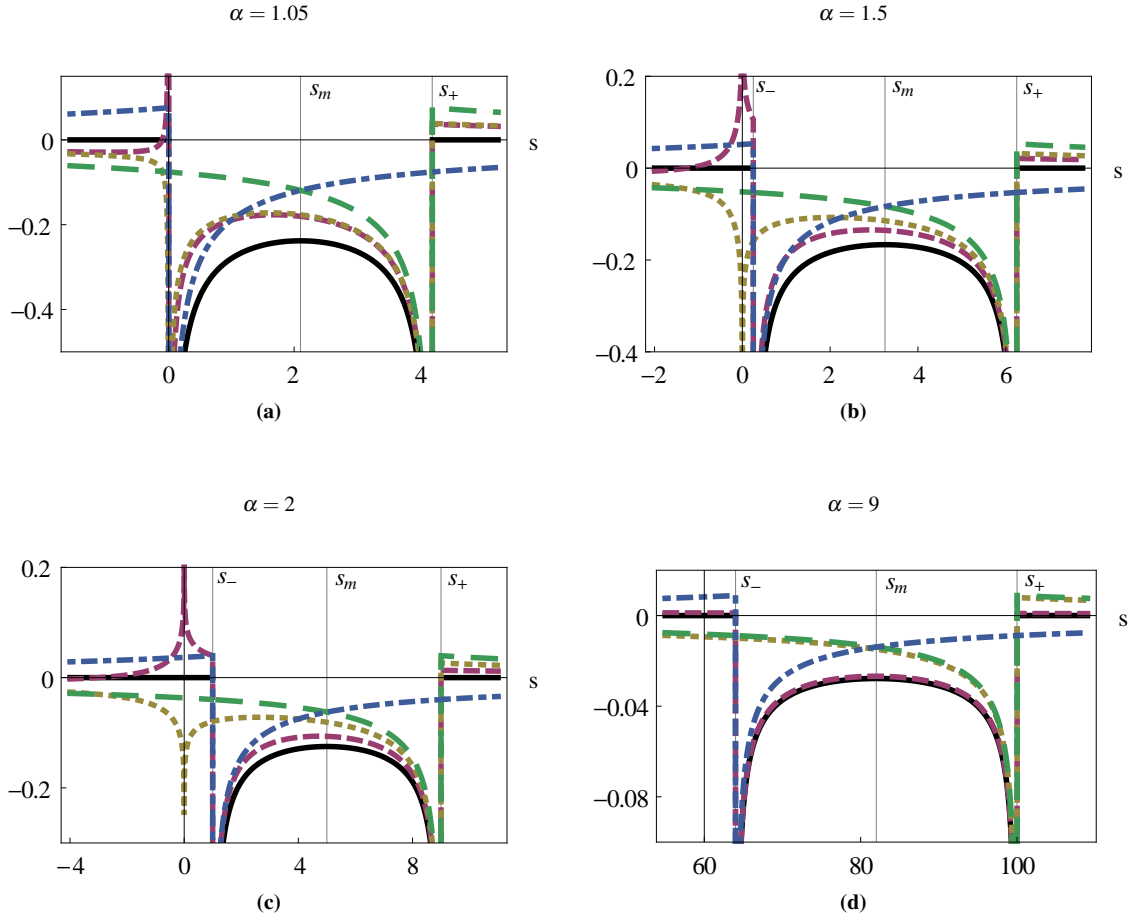 α = 1.05
s_m
s_+
0
−0.2
−0.4
s
0
2
4
(a)
α = 1.5
0.2
s_−
s_m
s_+
0
−0.2
−0.4
s
−2
0
2
4
6
(b)
α = 2
0.2
s_−
s_m
s_+
0
−0.2
s
−4
0
4
8
(c)
α = 9
s_−
s_m
s_+
0
−0.04
−0.08
s
60
80
100
(d)